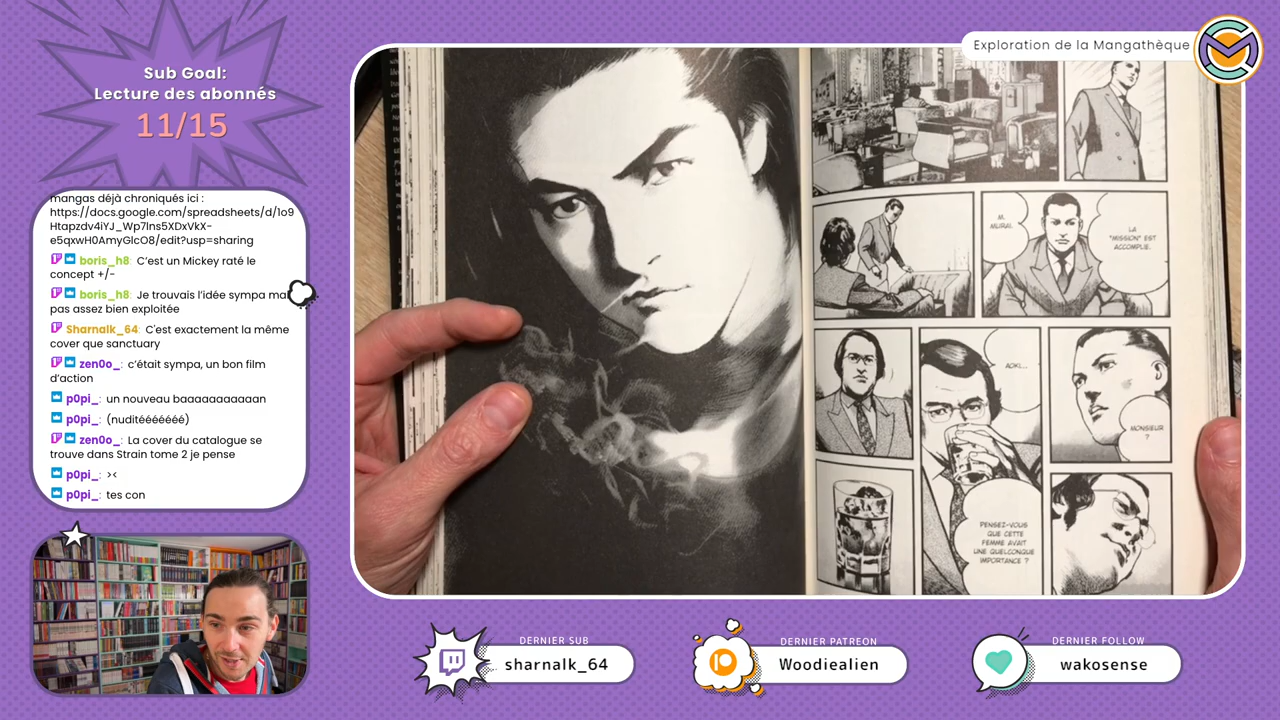 Sub Goal:
Lecture des abonnés
11/15
mangas déjà chroniqués ici :
https://docs.google.com/spreadsheets/d/1o9
Htapzdv4iYJ_Wp7lns5XDxVkX-
e5qxwH0AmyGlcO8/edit?usp=sharing
boris_h8: C'est un Mickey raté le
concept +/-
boris_h8: Je trouvais l'idée sympa mai
pas assez bien exploitée
Sharnalk_64: C'est exactement la même
cover que sanctuary
zen0o_: c'était sympa, un bon film
d'action
p0pi_: un nouveau baaaaaaaaaaan
p0pi_: (nuditééééééé)
zen0o_: La cover du catalogue se
trouve dans Strain tome 2 je pense
p0pi_: ><
p0pi_: tes con
Exploration de la Mangathèque
M.
MURAI.
LA
"MISSION" EST
ACCOMPLIE.
AOKI...
MONSIEUR
?
PENSEZ-VOUS
QUE CETTE
FEMME AVAIT
UNE QUELCONQUE
IMPORTANCE ?
DERNIER SUB
sharnalk_64
DERNIER PATREON
Woodiealien
DERNIER FOLLOW
wakosense